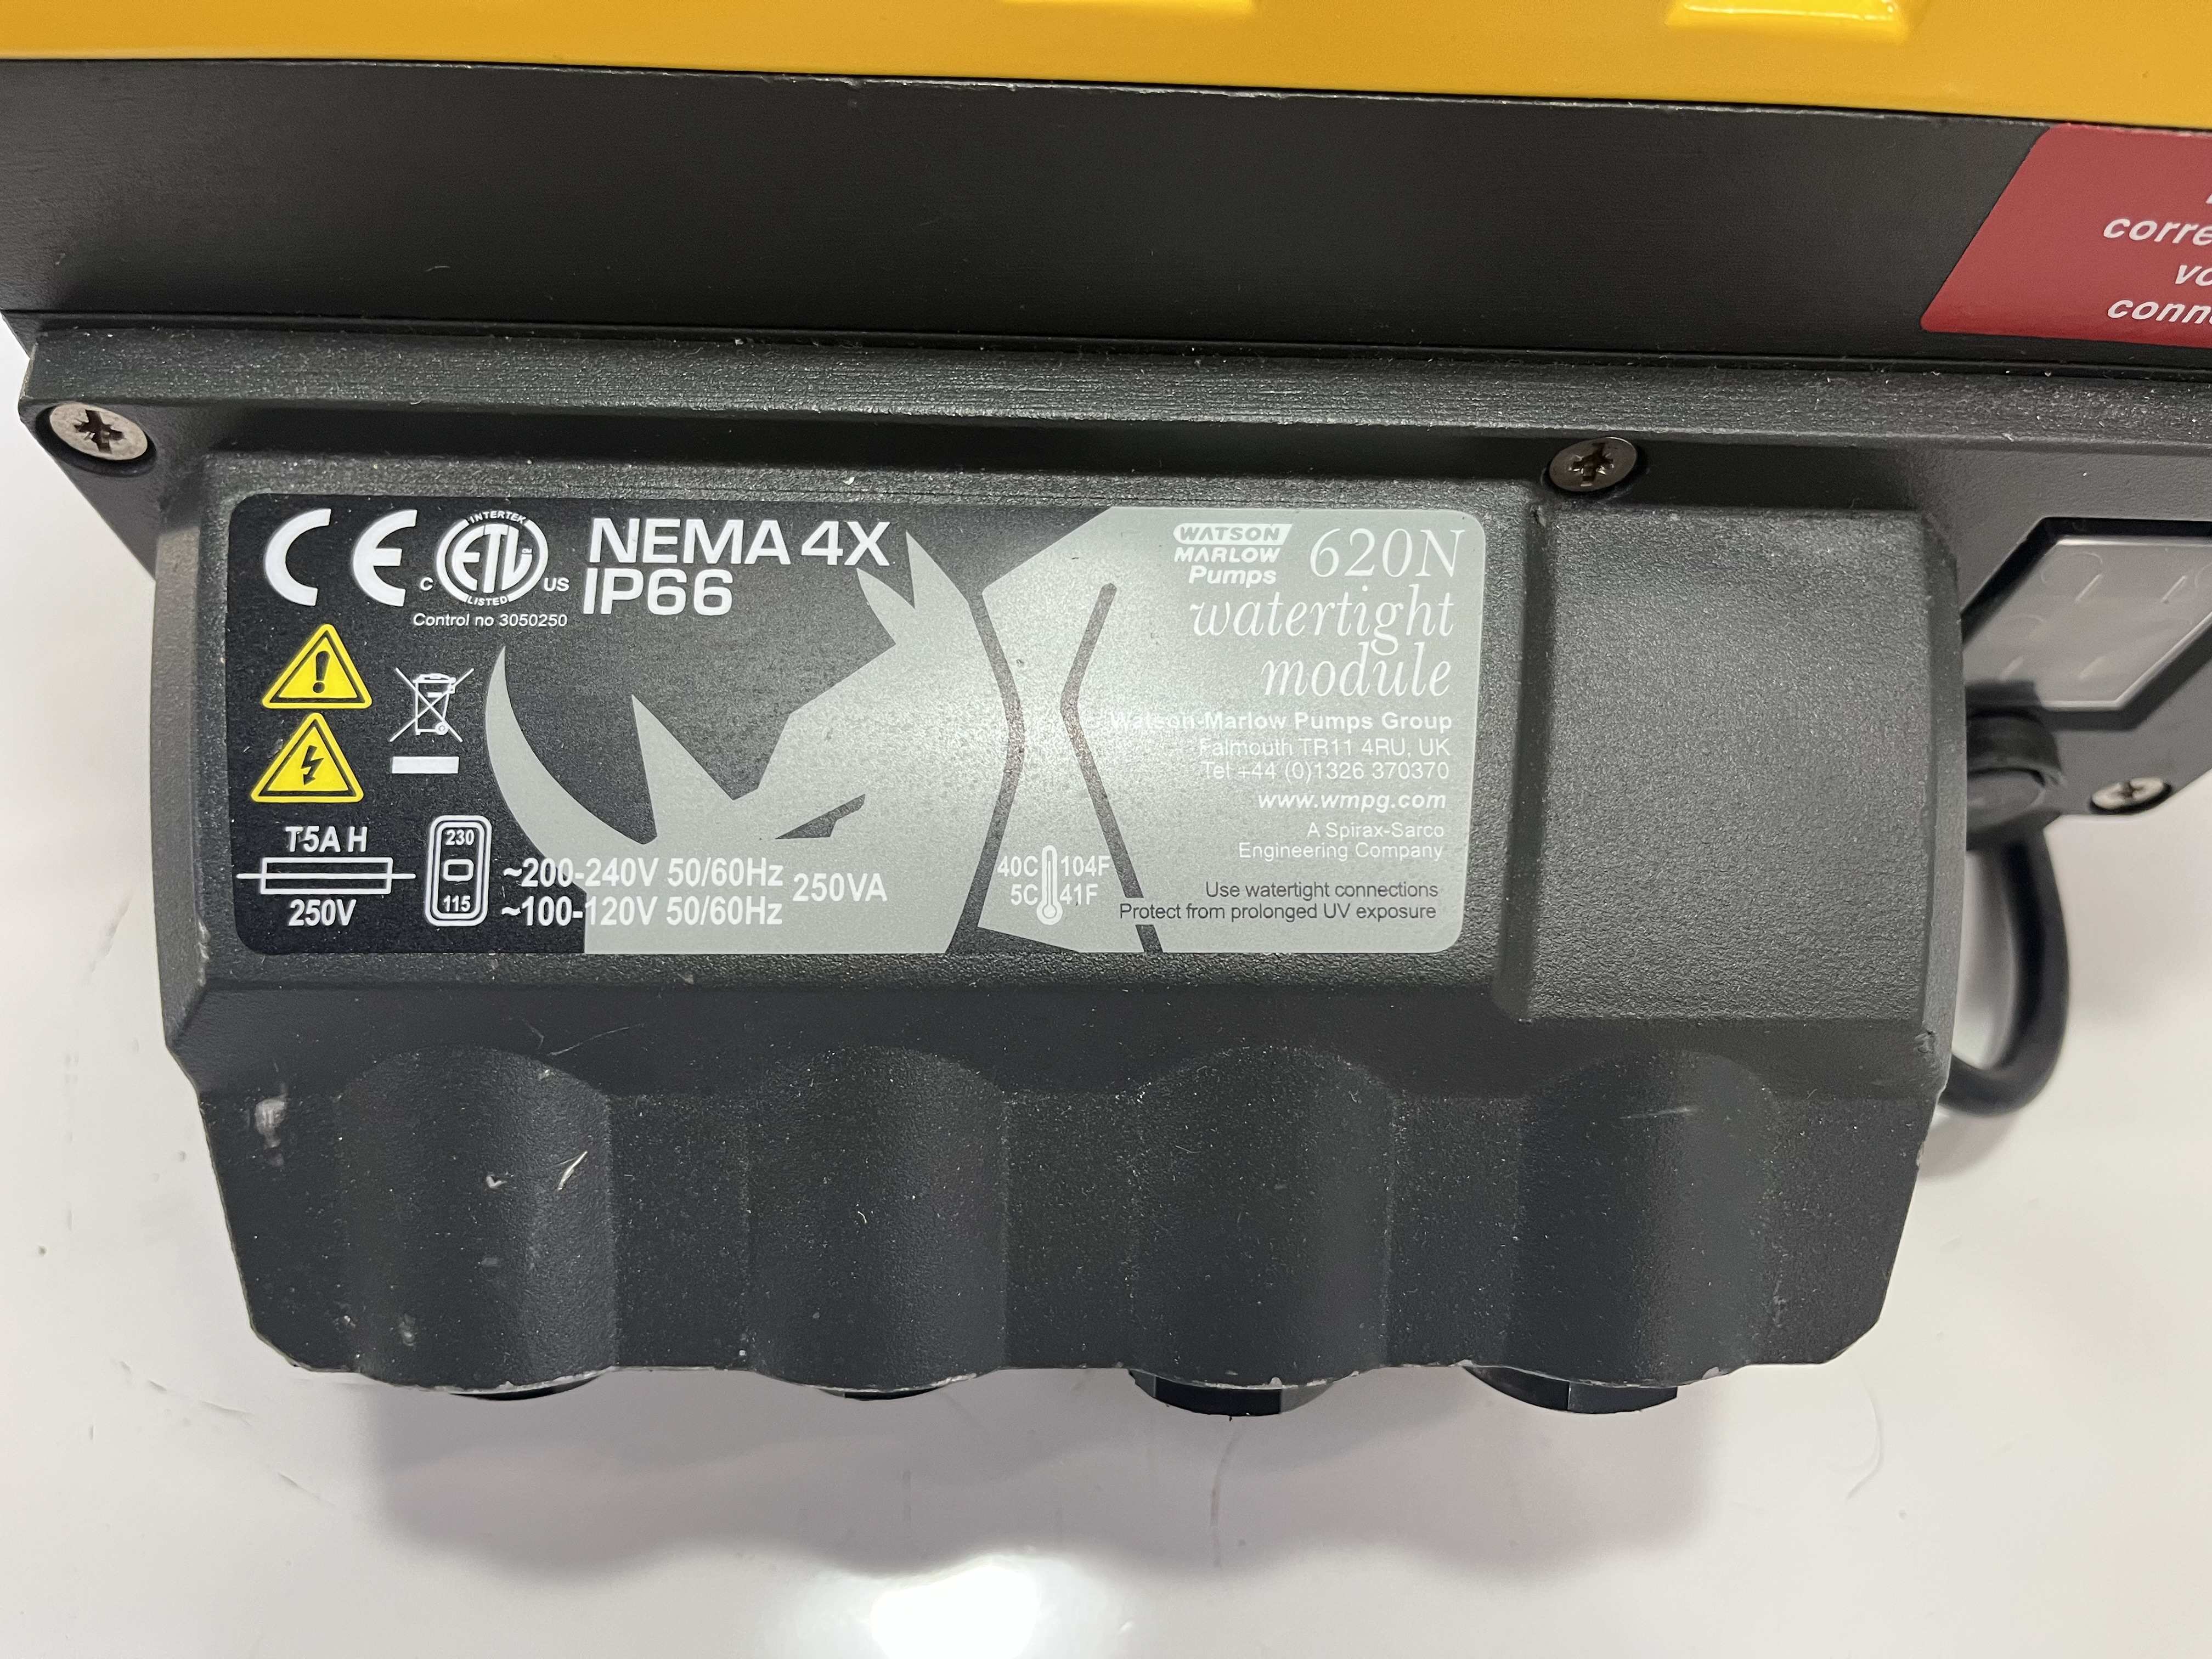 corre
vo
conn
CE
INTERTEK
C ETL US
LISTED
Control no 3050250
NEMA 4X
IP66
WATSON
MARLOW
Pumps
620N
watertight
module
Watson-Marlow Pumps Group
Falmouth TR11 4RU, UK
Tel +44 (0)1326 370370
www.wmpg.com
A Spirax-Sarco
Engineering Company
T5A H
250V
230
115
~200-240V 50/60Hz
~100-120V 50/60Hz
250VA
40C 104F
5C 41F
Use watertight connections
Protect from prolonged UV exposure